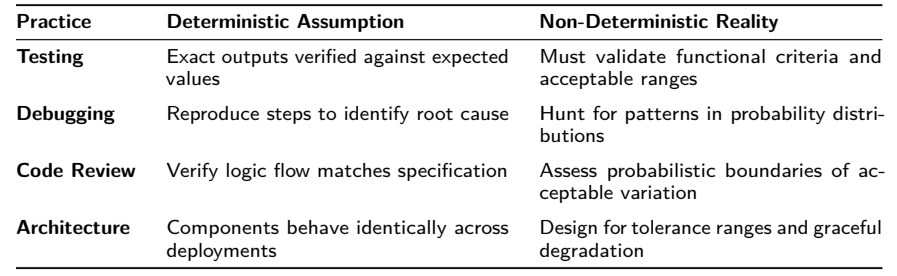 Practice Deterministic Assumption Non-Deterministic Reality
Testing Exact outputs verified against expected Must validate functional criteria and
values acceptable ranges
Debugging Reproduce steps to identify root cause Hunt for patterns in probability distri-
butions
Code Review Verify logic flow matches specification Assess probabilistic boundaries of ac-
ceptable variation
Architecture Components behave identically across Design for tolerance ranges and graceful
deployments degradation